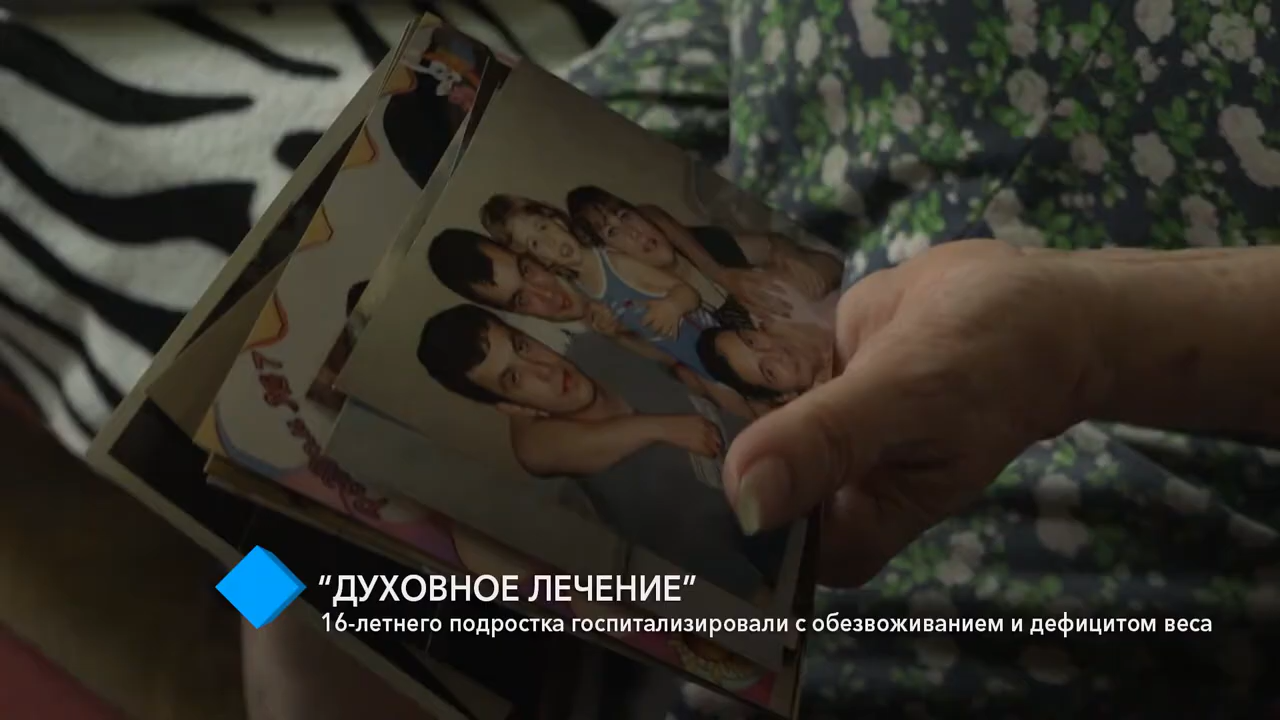 “ДУХОВНОЕ ЛЕЧЕНИЕ”
16-летнего подростка госпитализировали с обезвоживанием и дефицитом веса